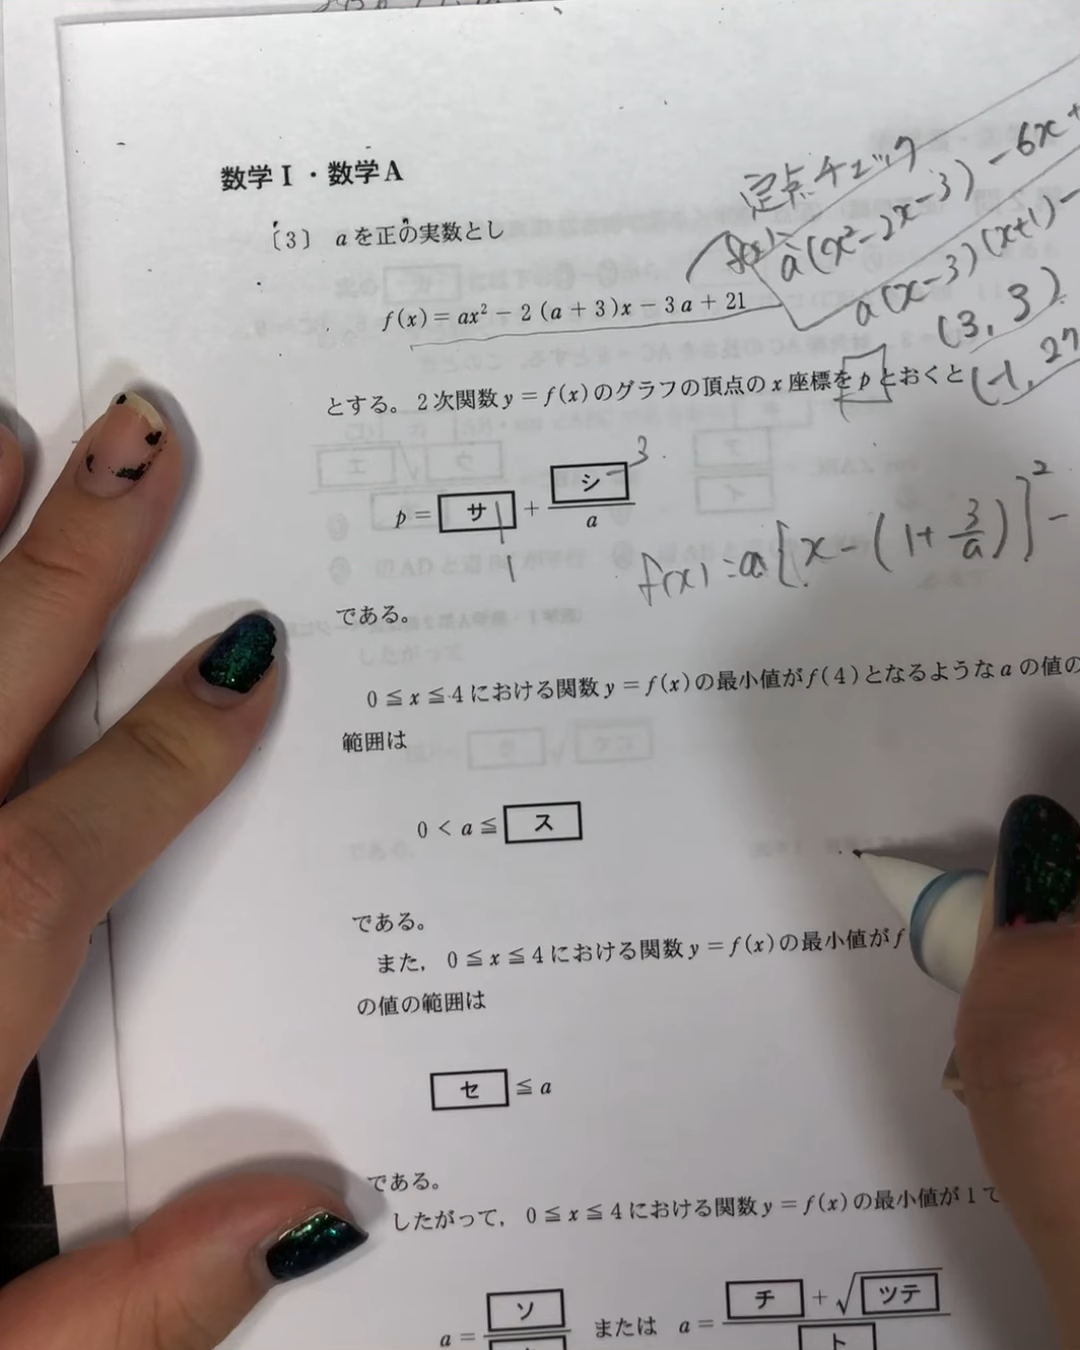 数学Ⅰ・数学A
定点チェック
〔3〕 aを正の実数とし
f(x)=
a(x²-2x-3)-6x+
a(x-3)(x+1)-
f(x)= ax² - 2(a+3)x - 3a + 21
(3, 3)
(-1, 27
とする。2次関数 y = f(x)のグラフの頂点の x 座標を p とおくと
3
p = サ + シ/a
1
f(x)=a[x-(1+3/a)]²-
である。
0 ≦ x ≦ 4 における関数 y = f(x)の最小値が f(4)となるような a の値の
範囲は
0 < a ≦ ス
である。
また, 0 ≦ x ≦ 4 における関数 y = f(x)の最小値が f
の値の範囲は
セ ≦ a
である。
したがって, 0 ≦ x ≦ 4 における関数 y = f(x)の最小値が 1 で
a = ソ または a = チ + √ツテ
ト